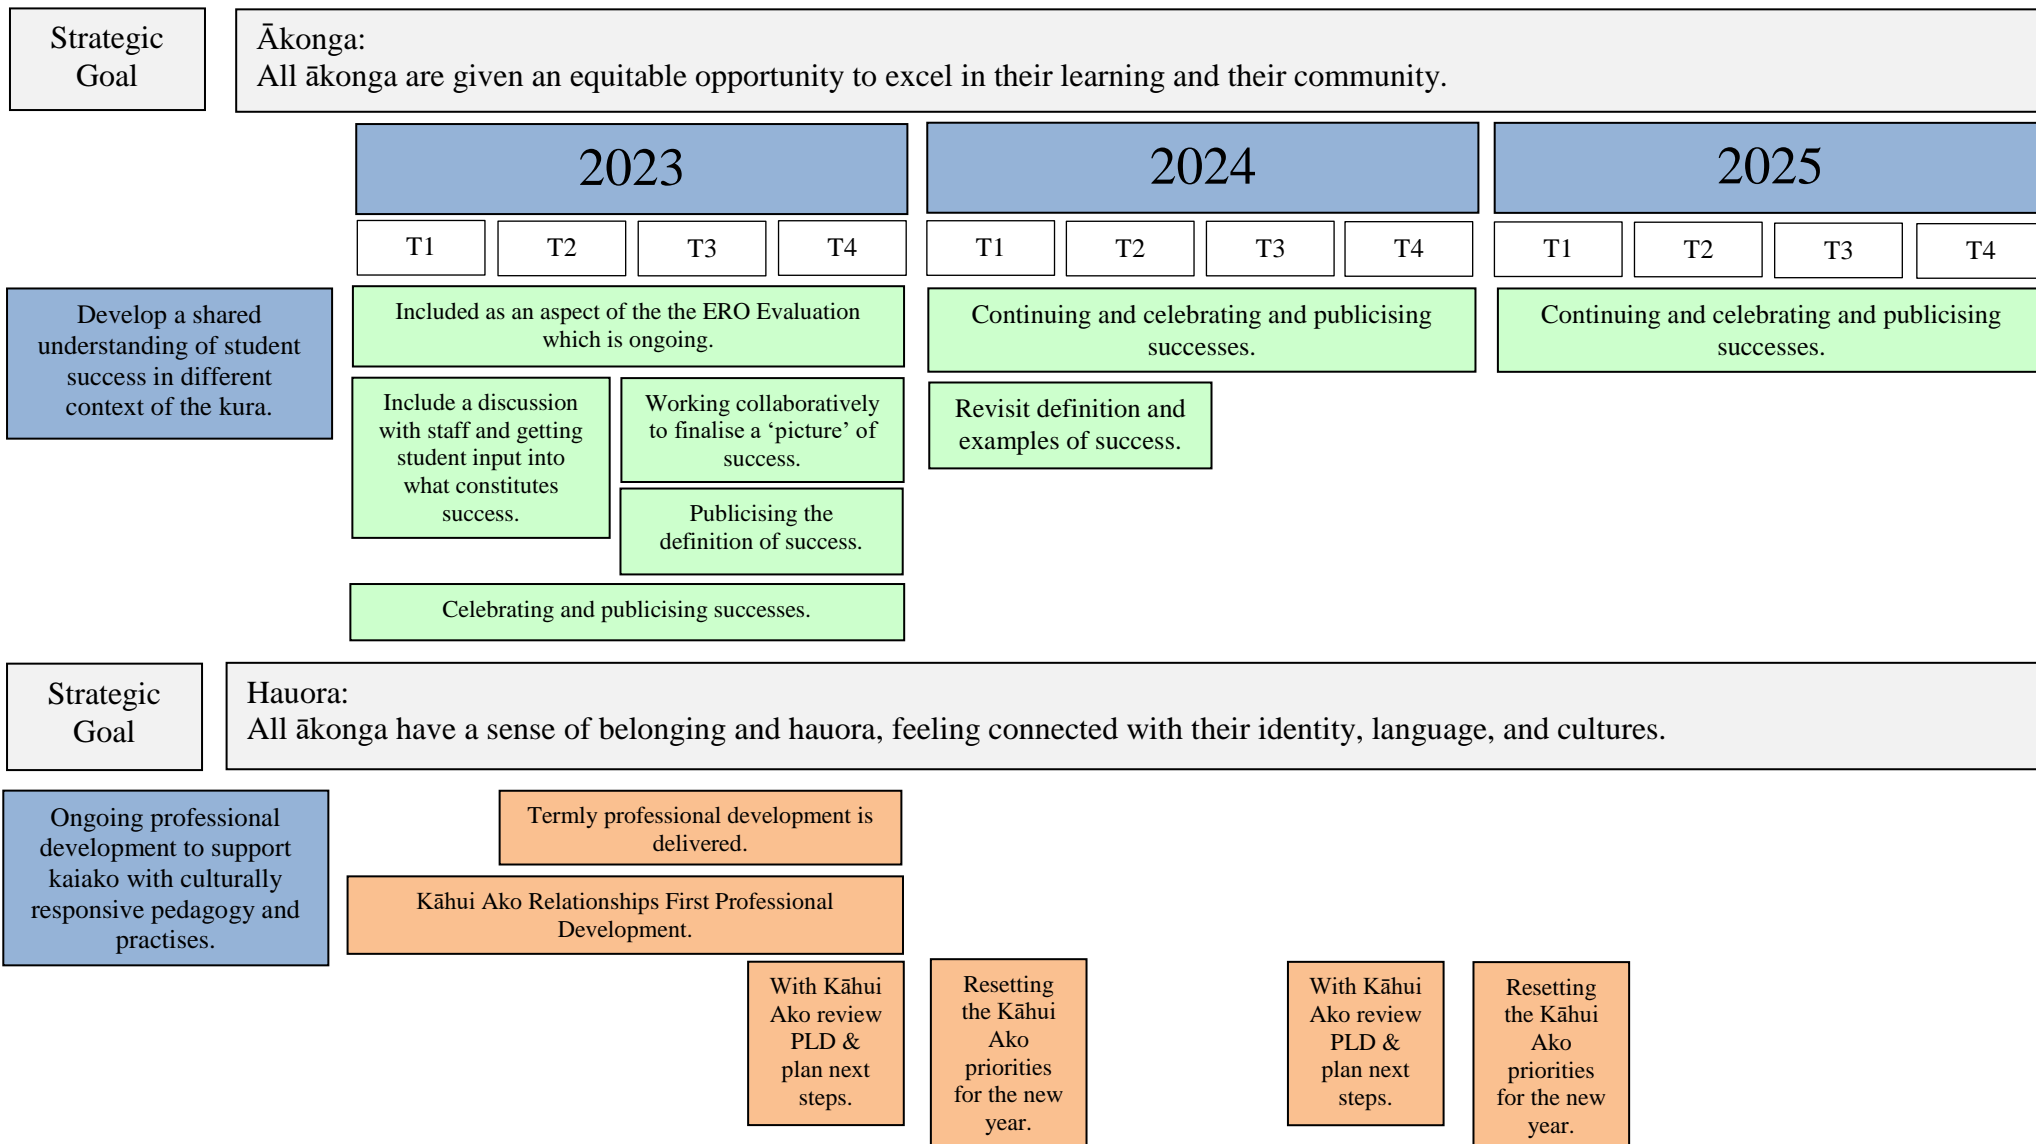 Strategic
Goal
Ākonga:
All ākonga are given an equitable opportunity to excel in their learning and their community.
2023
2024
2025
T1
T2
T3
T4
T1
T2
T3
T4
T1
T2
T3
T4
Develop a shared
understanding of student
success in different
context of the kura.
Included as an aspect of the the ERO Evaluation
which is ongoing.
Continuing and celebrating and publicising
successes.
Continuing and celebrating and publicising
successes.
Include a discussion
with staff and getting
student input into
what constitutes
success.
Working collaboratively
to finalise a ‘picture’ of
success.
Revisit definition and
examples of success.
Publicising the
definition of success.
Celebrating and publicising successes.
Strategic
Goal
Hauora:
All ākonga have a sense of belonging and hauora, feeling connected with their identity, language, and cultures.
Ongoing professional
development to support
kaiako with culturally
responsive pedagogy and
practises.
Termly professional development is
delivered.
Kāhui Ako Relationships First Professional
Development.
With Kāhui
Ako review
PLD &
plan next
steps.
Resetting
the Kāhui
Ako
priorities
for the new
year.
With Kāhui
Ako review
PLD &
plan next
steps.
Resetting
the Kāhui
Ako
priorities
for the new
year.